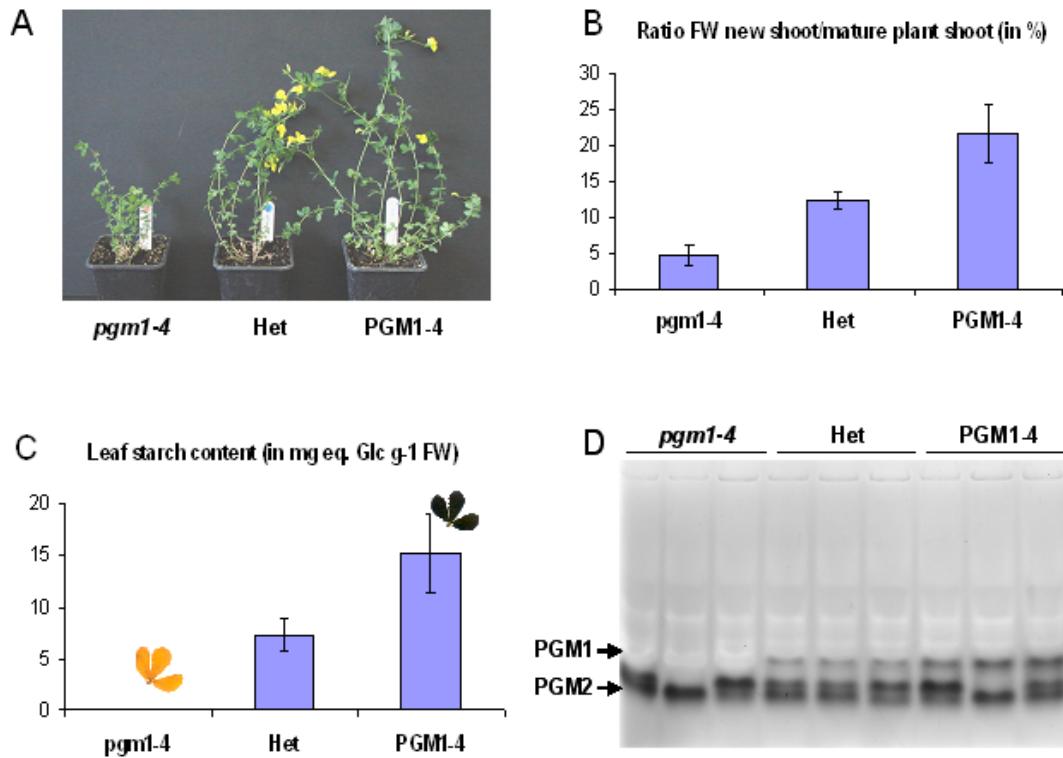 A
pgm1-4 Het PGM1-4
B
Ratio FW new shoot/mature plant shoot (in %)
30
25
20
15
10
5
0
pgm1-4 Het PGM1-4
C
Leaf starch content (in mg eq. Glc g-1 FW)
20
15
10
5
0
pgm1-4 Het PGM1-4
D
pgm1-4 Het PGM1-4
PGM1
PGM2